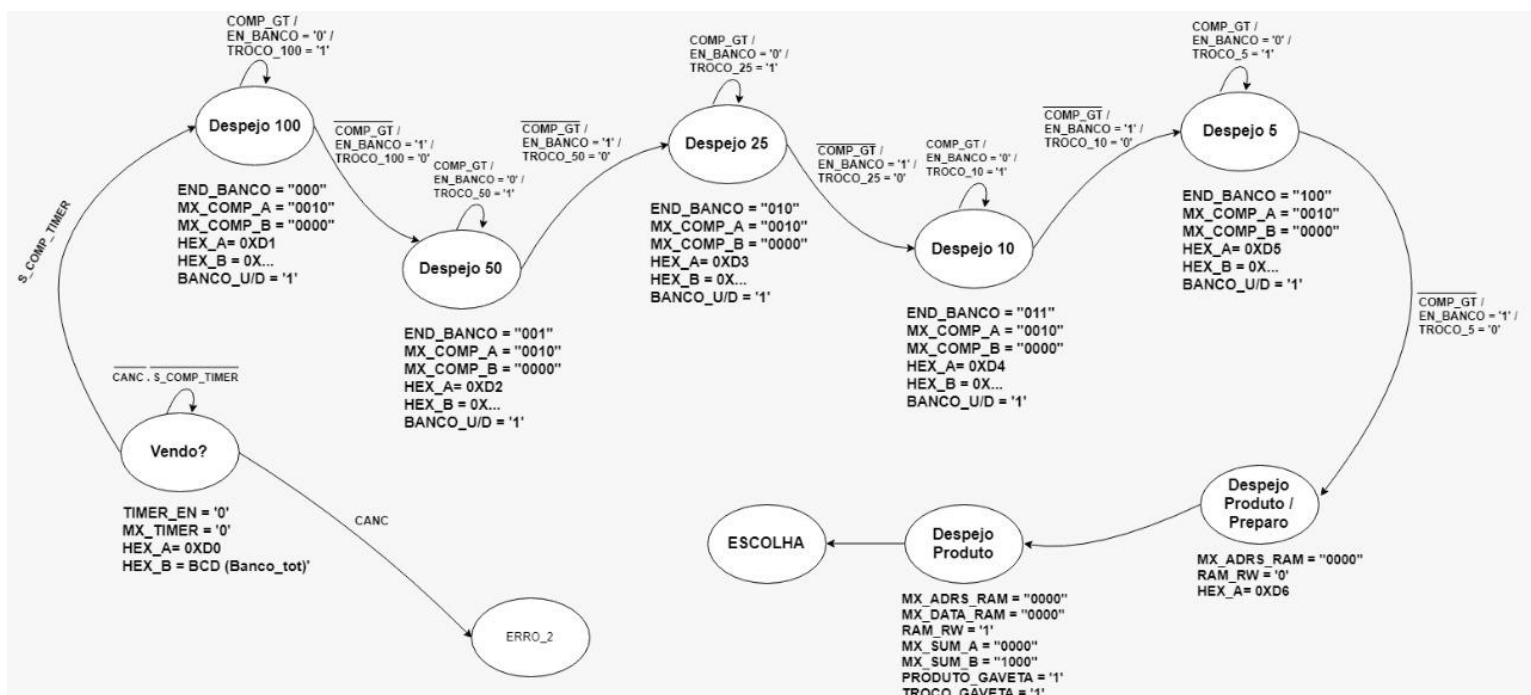 COMP_GT /
EN_BANCO = '0' /
TROCO_100 = '1'
Despejo 100
END_BANCO = "000"
MX_COMP_A = "0010"
MX_COMP_B = "0000"
HEX_A= 0XD1
HEX_B = 0X...
BANCO_U/D = '1'
COMP_GT /
EN_BANCO = '1' /
TROCO_100 = '0'
COMP_GT /
EN_BANCO = '0' /
TROCO_50 = '1'
Despejo 50
END_BANCO = "001"
MX_COMP_A = "0010"
MX_COMP_B = "0000"
HEX_A= 0XD2
HEX_B = 0X...
BANCO_U/D = '1'
COMP_GT /
EN_BANCO = '1' /
TROCO_50 = '0'
COMP_GT /
EN_BANCO = '0' /
TROCO_25 = '1'
Despejo 25
END_BANCO = "010"
MX_COMP_A = "0010"
MX_COMP_B = "0000"
HEX_A= 0XD3
HEX_B = 0X...
BANCO_U/D = '1'
COMP_GT /
EN_BANCO = '1' /
TROCO_25 = '0'
COMP_GT /
EN_BANCO = '0' /
TROCO_10 = '1'
Despejo 10
END_BANCO = "011"
MX_COMP_A = "0010"
MX_COMP_B = "0000"
HEX_A= 0XD4
HEX_B = 0X...
BANCO_U/D = '1'
COMP_GT /
EN_BANCO = '1' /
TROCO_10 = '0'
COMP_GT /
EN_BANCO = '0' /
TROCO_5 = '1'
Despejo 5
END_BANCO = "100"
MX_COMP_A = "0010"
MX_COMP_B = "0000"
HEX_A= 0XD5
HEX_B = 0X...
BANCO_U/D = '1'
COMP_GT /
EN_BANCO = '1' /
TROCO_5 = '0'
S_COMP_TIMER
CANC . S_COMP_TIMER
Vendo?
TIMER_EN = '0'
MX_TIMER = '0'
HEX_A= 0XD0
HEX_B = BCD (Banco_tot)'
CANC
ERRO_2
ESCOLHA
Despejo
Produto
MX_ADRS_RAM = "0000"
MX_DATA_RAM = "0000"
RAM_RW = '1'
MX_SUM_A = "0000"
MX_SUM_B = "1000"
PRODUTO_GAVETA = '1'
TROCO_GAVETA = '1'
Despejo
Produto /
Preparo
MX_ADRS_RAM = "0000"
RAM_RW = '0'
HEX_A= 0XD6